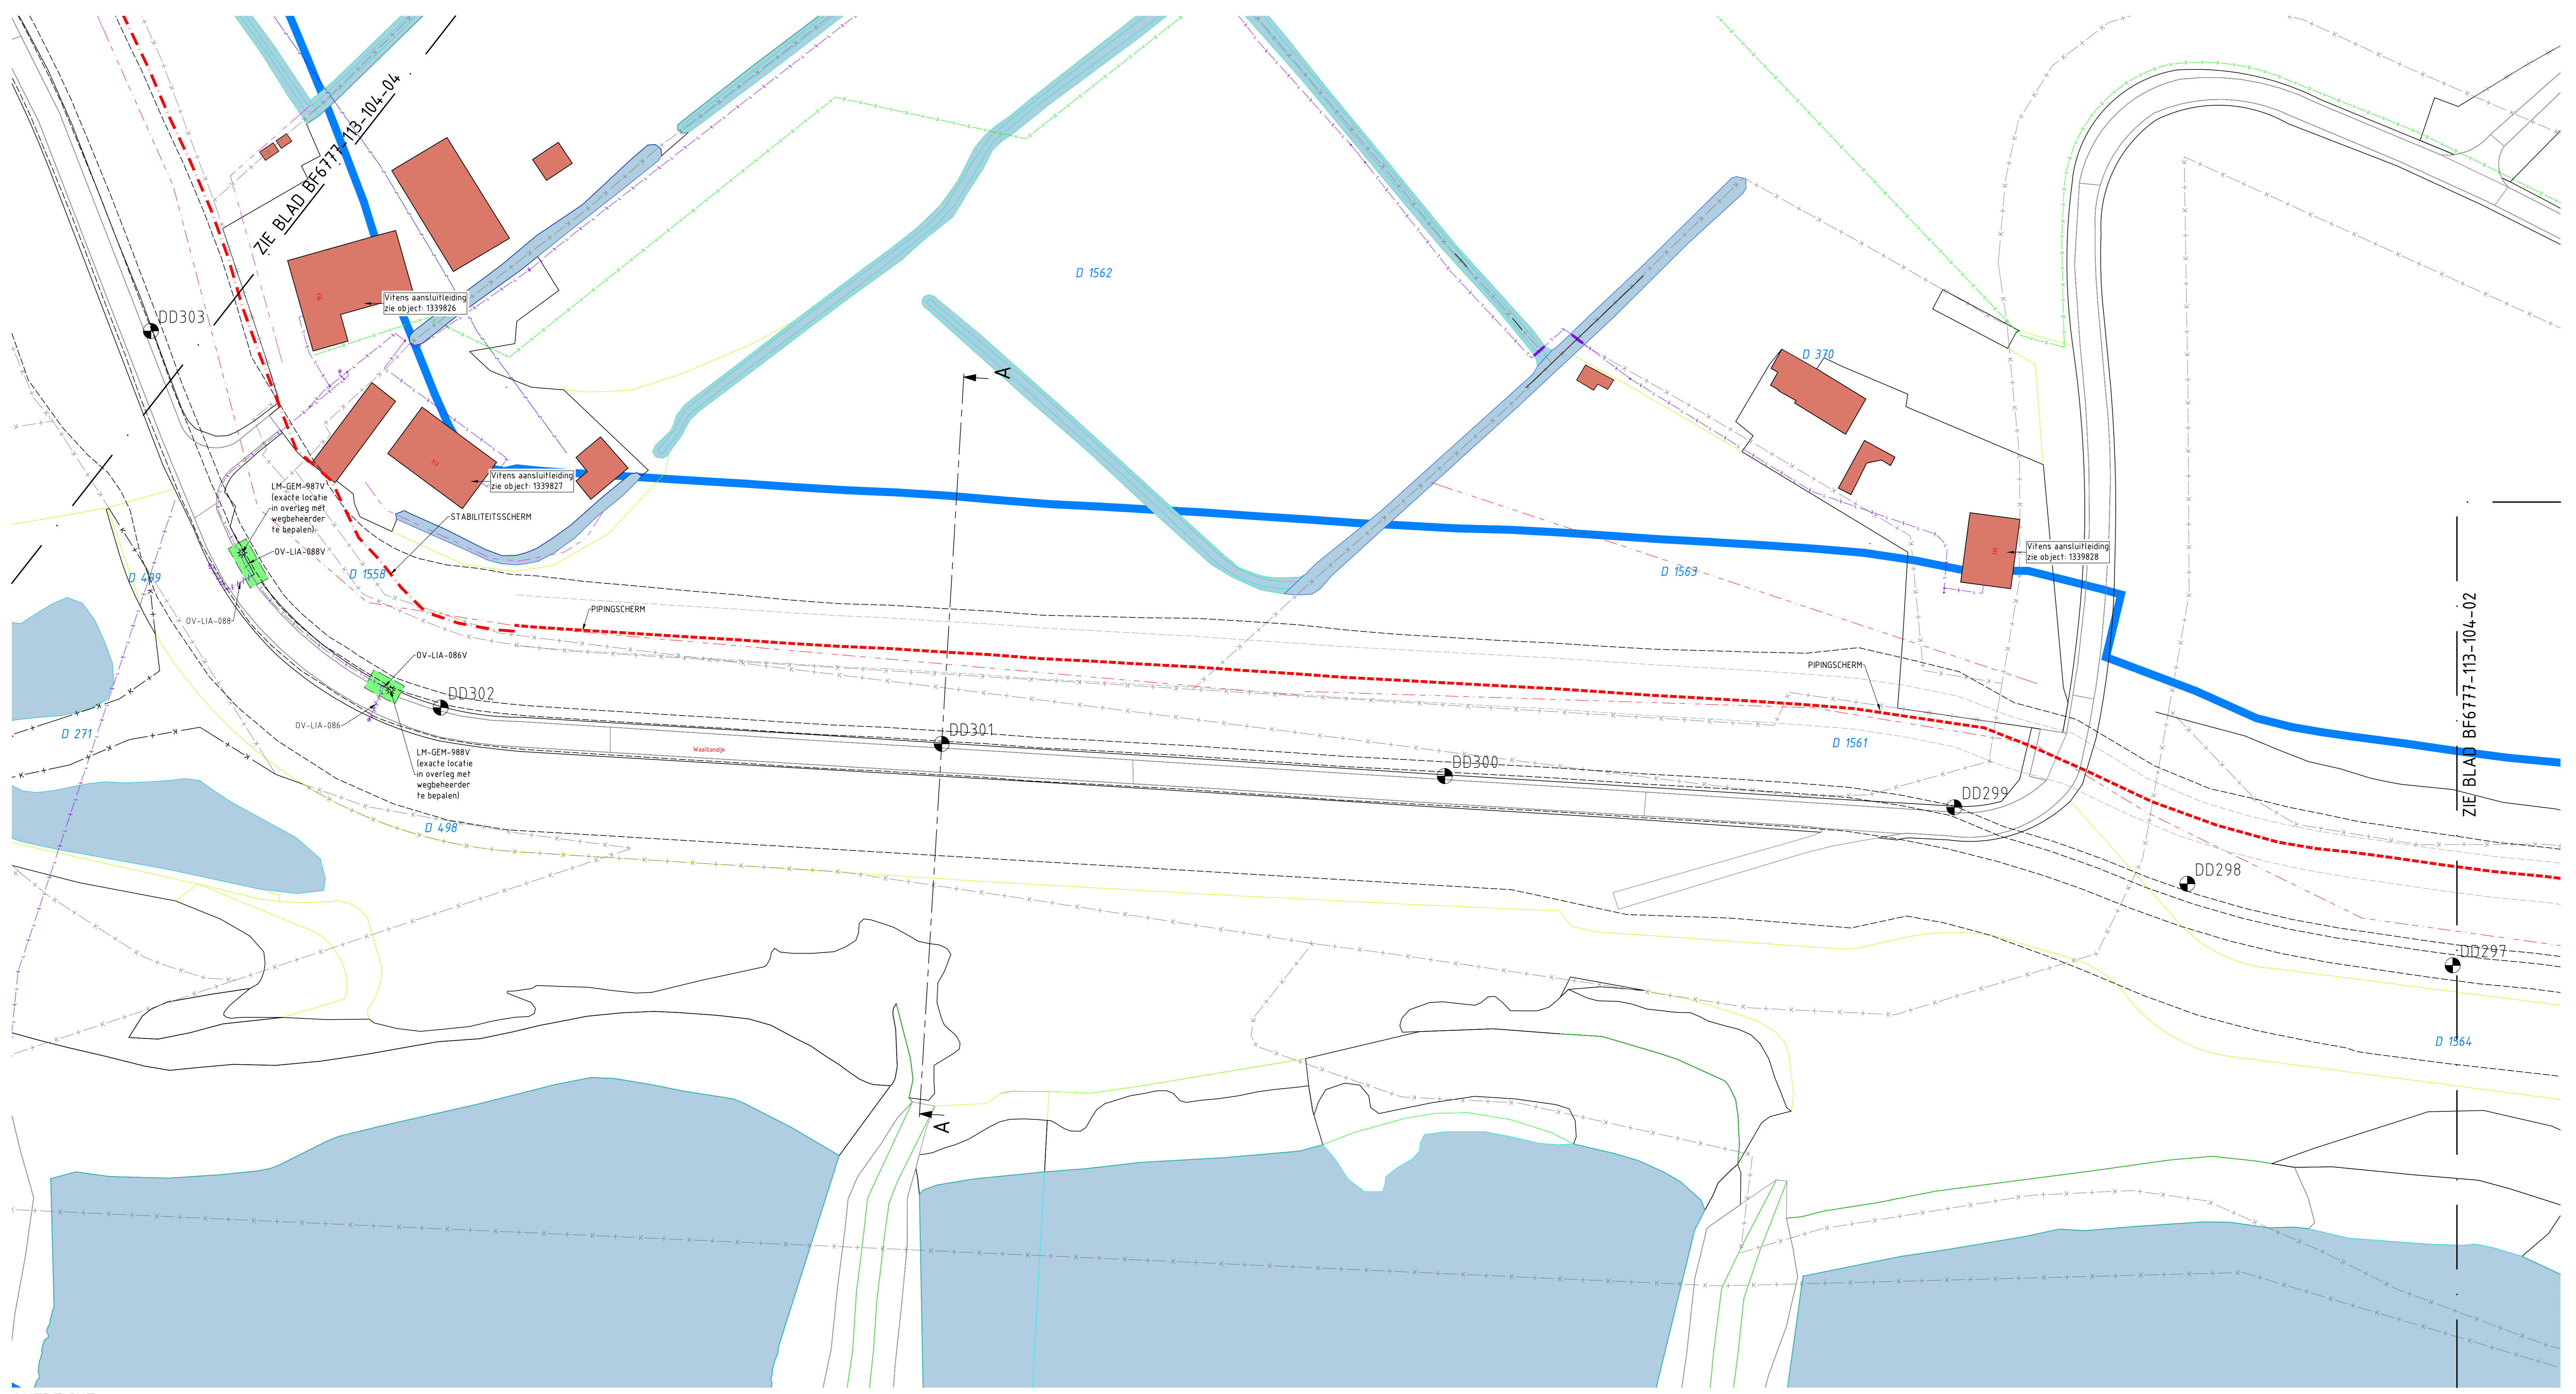 ZIE BLAD BF6777-113-104-04
DD303
Vitens aansluitleiding
zie object: 1339826
D 1562
A
D 370
LM-GEM-987V
(exacte locatie
in overleg met
wegbeheerder
te bepalen)
Vitens aansluitleiding
zie object: 1339827
STABILITEITSSCHERM
OV-LIA-088V
D 499
D 1558
D 1563
Vitens aansluitleiding
zie object: 1339828
OV-LIA-088
PIPINGSCHERM
OV-LIA-086V
PIPINGSCHERM
ZIE BLAD BF6777-113-104-02
DD302
OV-LIA-086
D 271
DD301
Waalbandijk
D 1561
LM-GEM-988V
(exacte locatie
in overleg met
wegbeheerder
te bepalen)
DD300
DD299
D 498
DD298
DD297
D 1564
A